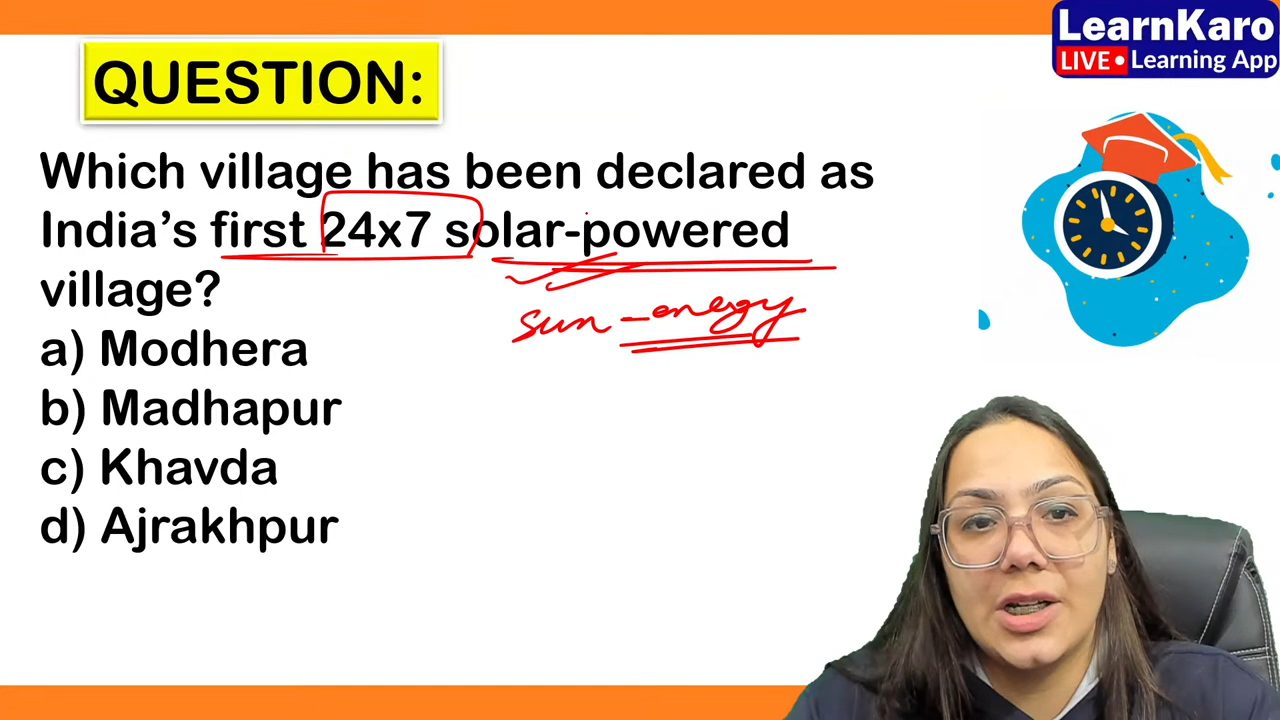 LearnKaro
LIVE • Learning App
QUESTION:
Which village has been declared as
India’s first 24x7 solar-powered
village?
sun - energy
a) Modhera
b) Madhapur
c) Khavda
d) Ajrakhpur